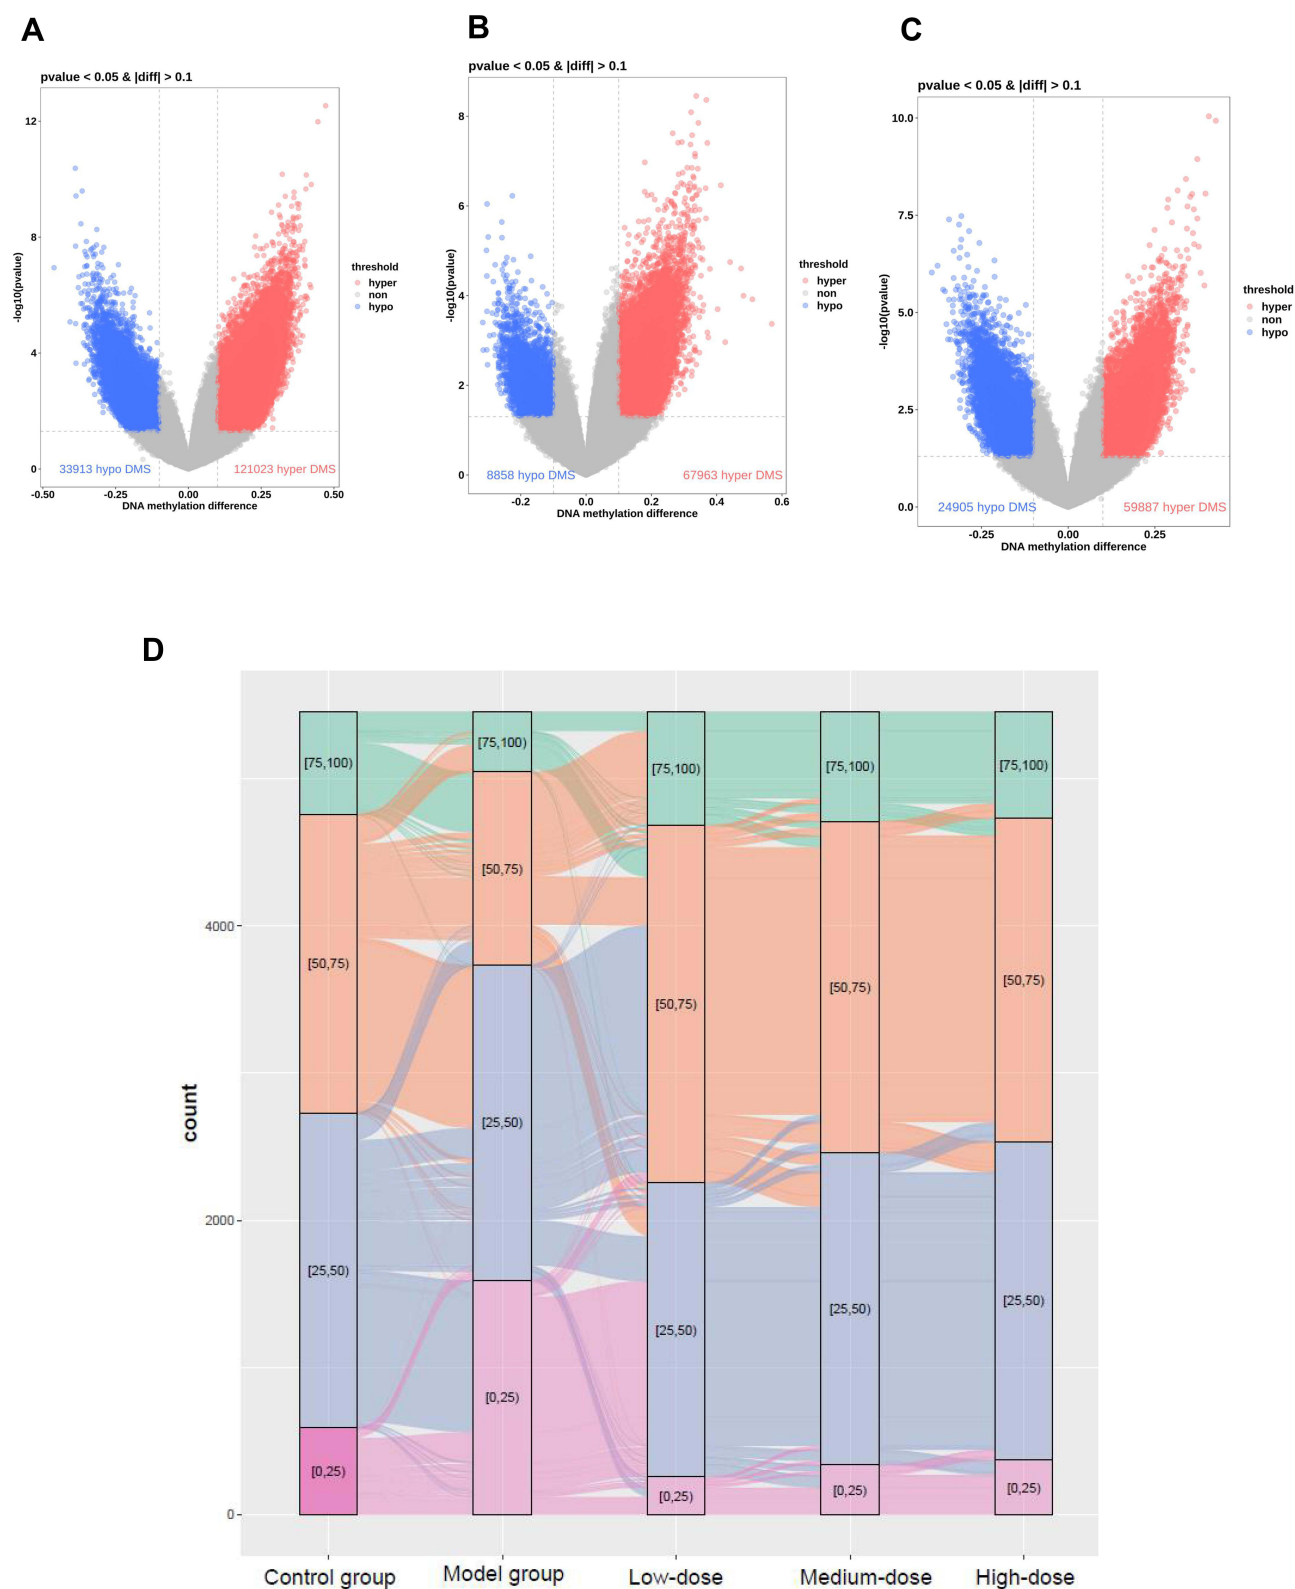 A
B
C
pvalue < 0.05 & |diff| > 0.1
12
8
4
0
-log10(pvalue)
33913 hypo DMS
121023 hyper DMS
-0.50
-0.25
0.00
0.25
0.50
DNA methylation difference
threshold
hyper
non
hypo
pvalue < 0.05 & |diff| > 0.1
8
6
4
2
0
-log10(pvalue)
8858 hypo DMS
67963 hyper DMS
-0.2
0.0
0.2
0.4
0.6
DNA methylation difference
threshold
hyper
non
hypo
pvalue < 0.05 & |diff| > 0.1
10.0
7.5
5.0
2.5
0.0
-log10(pvalue)
24905 hypo DMS
59887 hyper DMS
-0.25
0.00
0.25
DNA methylation difference
threshold
hyper
non
hypo
D
count
4000
2000
0
[75,100)
[50,75)
[25,50)
[0,25)
[75,100)
[50,75)
[25,50)
[0,25)
[75,100)
[50,75)
[25,50)
[0,25)
[75,100)
[50,75)
[25,50)
[0,25)
[75,100)
[50,75)
[25,50)
[0,25)
Control group
Model group
Low-dose
Medium-dose
High-dose